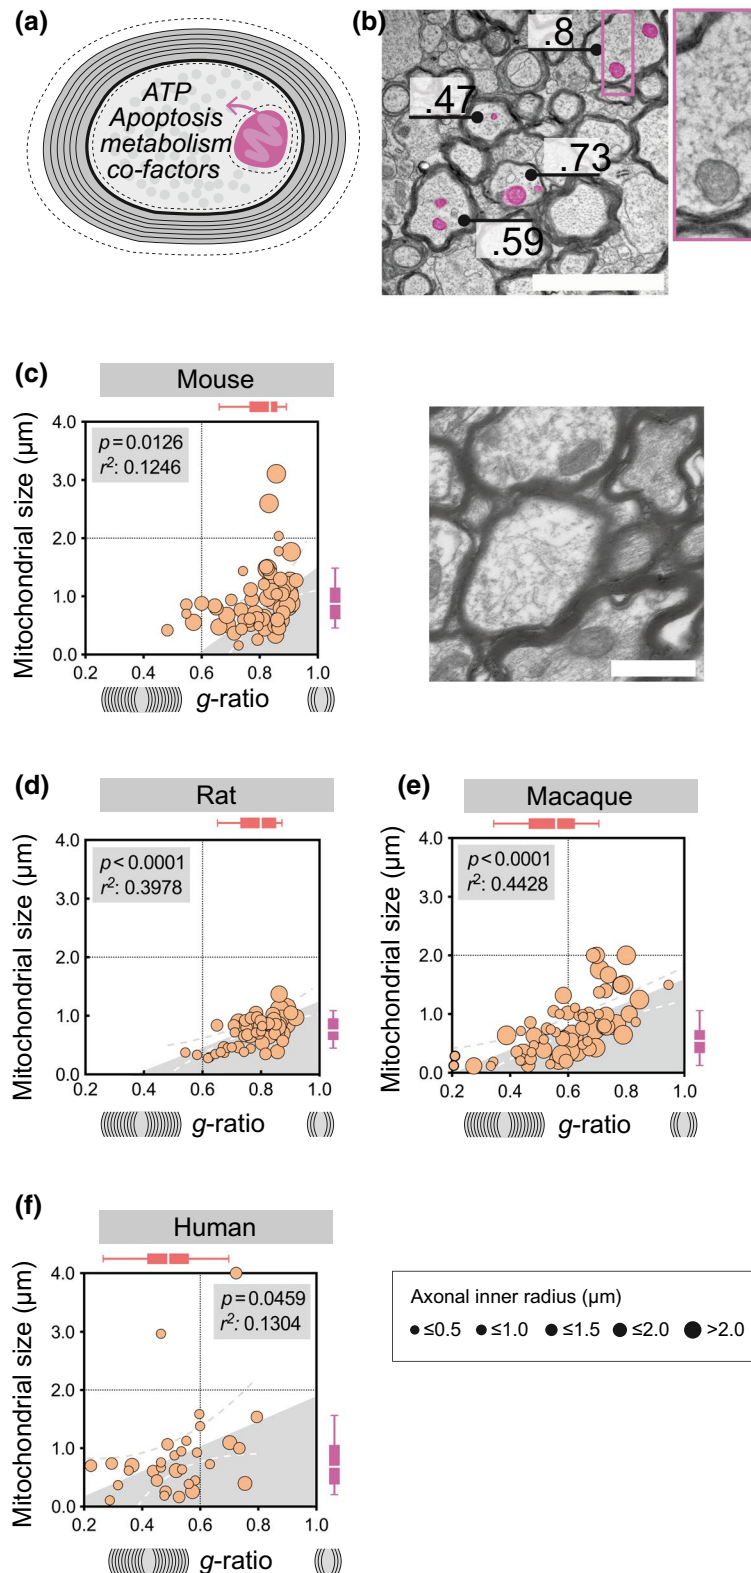 (a)
ATP
Apoptosis
metabolism
co-factors
(b)
.8
.47
.73
.59
(c)
Mouse
Mitochondrial size (µm)
4.0
3.0
2.0
1.0
0.0
p = 0.0126
r²: 0.1246
0.2 0.4 0.6 0.8 1.0
g-ratio
(d)
Rat
Mitochondrial size (µm)
4.0
3.0
2.0
1.0
0.0
p < 0.0001
r²: 0.3978
0.2 0.4 0.6 0.8 1.0
g-ratio
(e)
Macaque
Mitochondrial size (µm)
4.0
3.0
2.0
1.0
0.0
p < 0.0001
r²: 0.4428
0.2 0.4 0.6 0.8 1.0
g-ratio
(f)
Human
Mitochondrial size (µm)
4.0
3.0
2.0
1.0
0.0
p = 0.0459
r²: 0.1304
0.2 0.4 0.6 0.8 1.0
g-ratio
Axonal inner radius (µm)
≤0.5 ≤1.0 ≤1.5 ≤2.0 >2.0